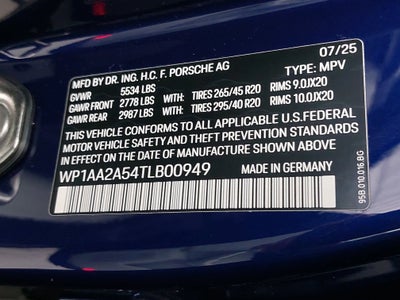 MFD BY DR. ING. H.C. F. PORSCHE AG 07/25
GVWR 5534 LBS TYPE: MPV
GAWR FRONT 2778 LBS WITH: TIRES 265/45 R20 RIMS 9.0JX20
GAWR REAR 2987 LBS WITH: TIRES 295/40 R20 RIMS 10.0JX20
THIS VEHICLE CONFORMS TO ALL APPLICABLE U.S.FEDERAL
MOTOR VEHICLE SAFETY AND THEFT PREVENTION STANDARDS
IN EFFECT ON THE DATE OF MANUFACTURE SHOWN ABOVE
WP1AA2A54TLB00949
95B.010.016.BG